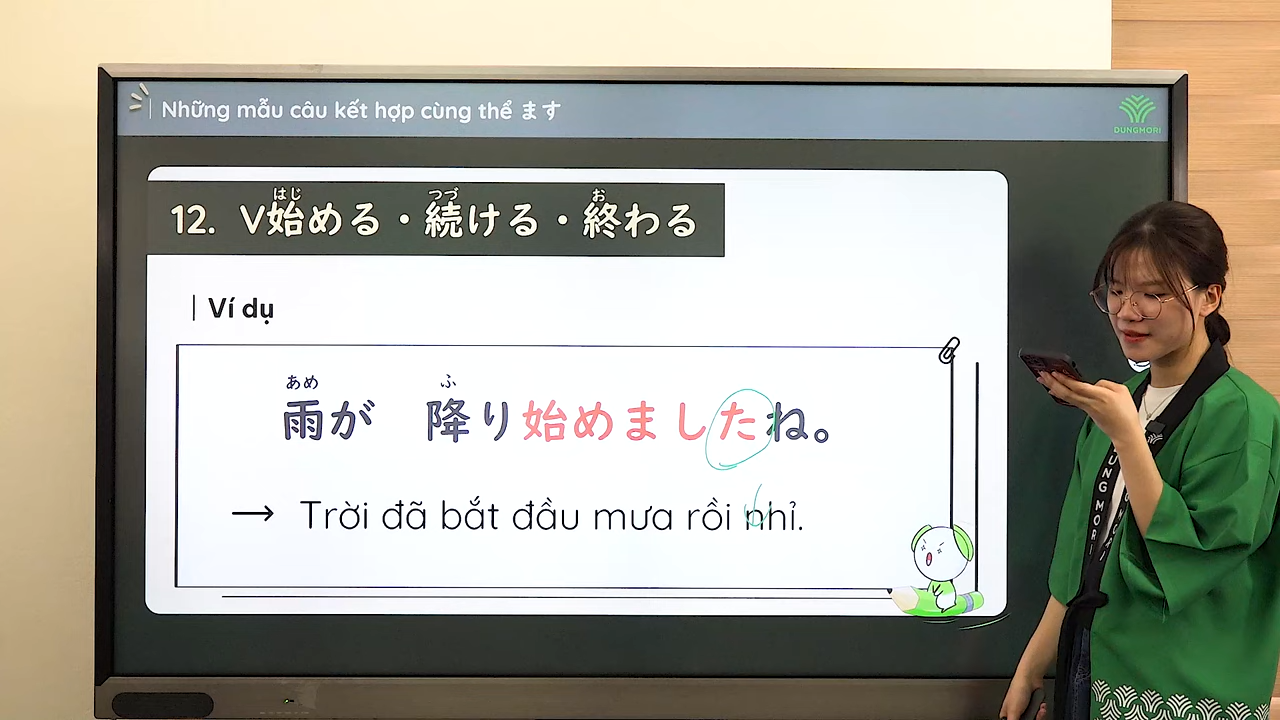 Những mẫu câu kết hợp cùng thể ます
DUNGMORI
はじ つづ お
12. V始める・続ける・終わる
Ví dụ
あめ ふ
雨が 降り始めましたね。
→ Trời đã bắt đầu mưa rồi nhỉ.
UNG MORI